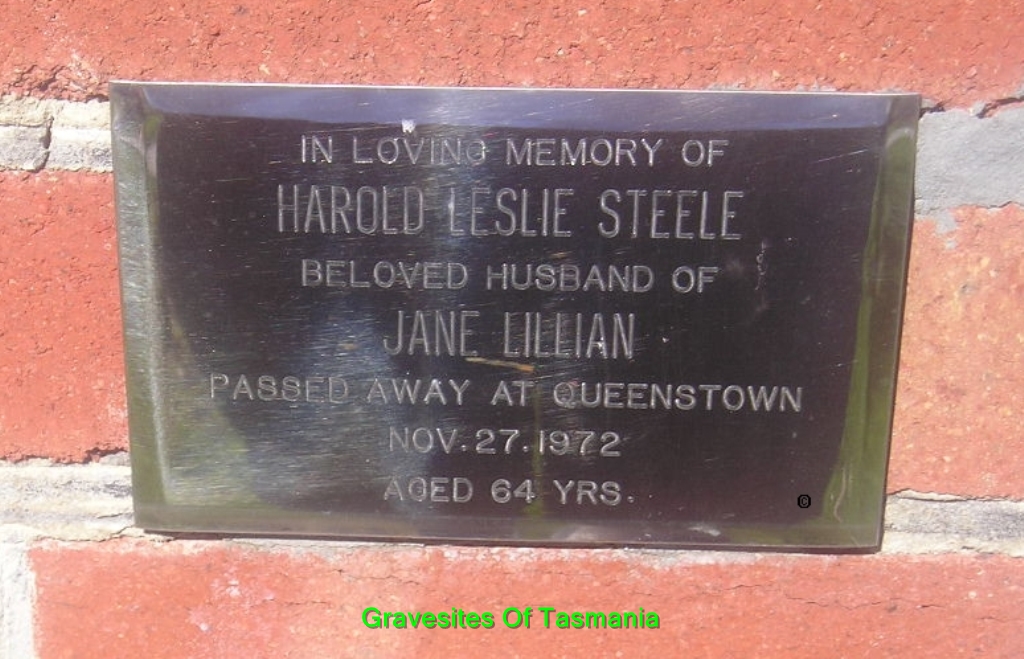 IN LOVING MEMORY OF
HAROLD LESLIE STEELE
BELOVED HUSBAND OF
JANE LILLIAN
PASSED AWAY AT QUEENSTOWN
NOV. 27. 1972
AGED 64 YRS.
©
Gravesites Of Tasmania